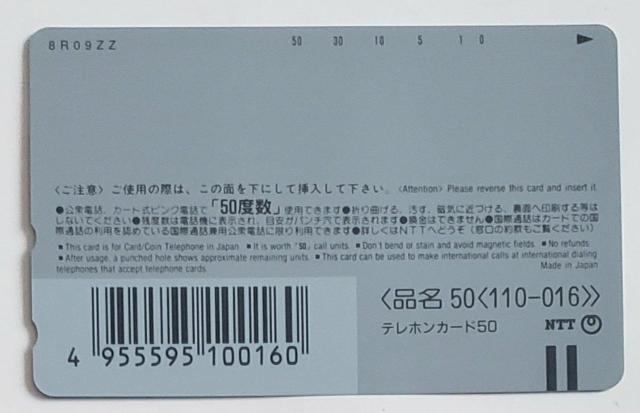 8R09ZZ 50 30 10 5 1 0
〈ご注意〉ご使用の際は、この面を下にして挿入して下さい。〈Attention〉Please reverse this card and insert it.
●公衆電話、カード式ピンク電話で「50度数」使用できます●折り曲げる、汚す、磁気に近づける、裏面へ印刷する等は
しないでください●残度数は電話機に表示され、目安がパンチ穴で表示されます●換金はできません●国際通話はカードでの国
際通話の利用を認めている国際通話兼用公衆電話に限り利用できます●詳しくはNTTへどうぞ（窓口の約款もご覧ください）
■This card is for Card/Coin Telephone in Japan ■It is worth「50」call units. ■Don't bend or stain and avoid magnetic fields. ■No refunds
■After usage, a punched hole shows approximate remaining units. ■This card can be used to make international calls at international dialing
telephones that accept telephone cards. Made in Japan
〈品名 50〈110-016〉〉
テレホンカード50 NTT
4 955595 100160